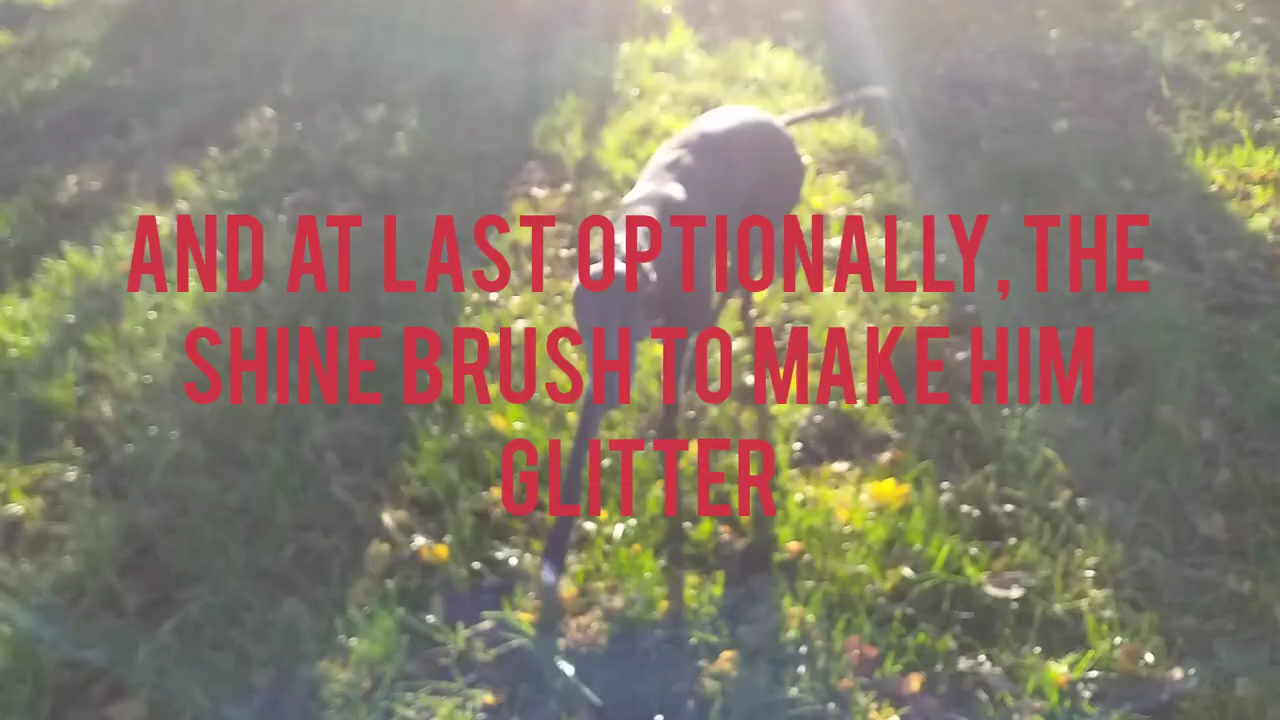 AND AT LAST OPTIONALLY, THE
SHINE BRUSH TO MAKE HIM
GLITTER